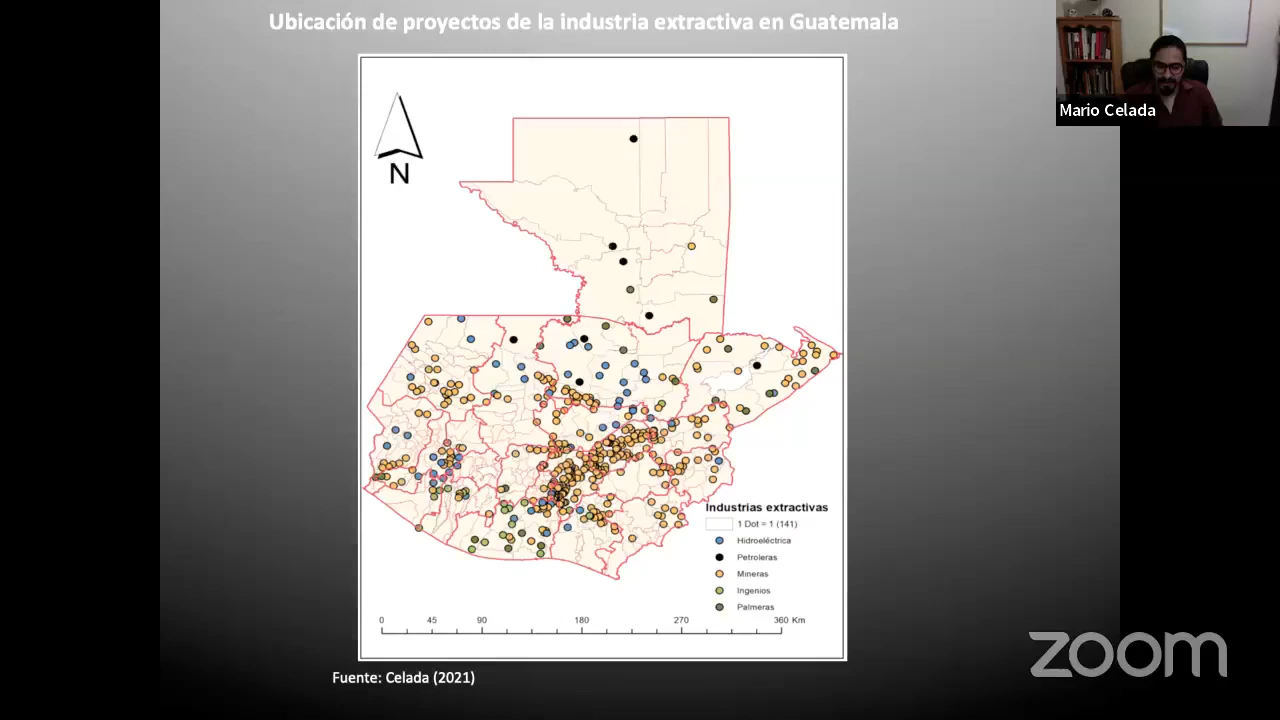 Ubicación de proyectos de la industria extractiva en Guatemala
Mario Celada
N
Industrias extractivas
1 Dot = 1 (141)
Hidroeléctrica
Petroleras
Mineras
Ingenios
Palmeras
0 45 90 180 270 360 Km
Fuente: Celada (2021)
zoom